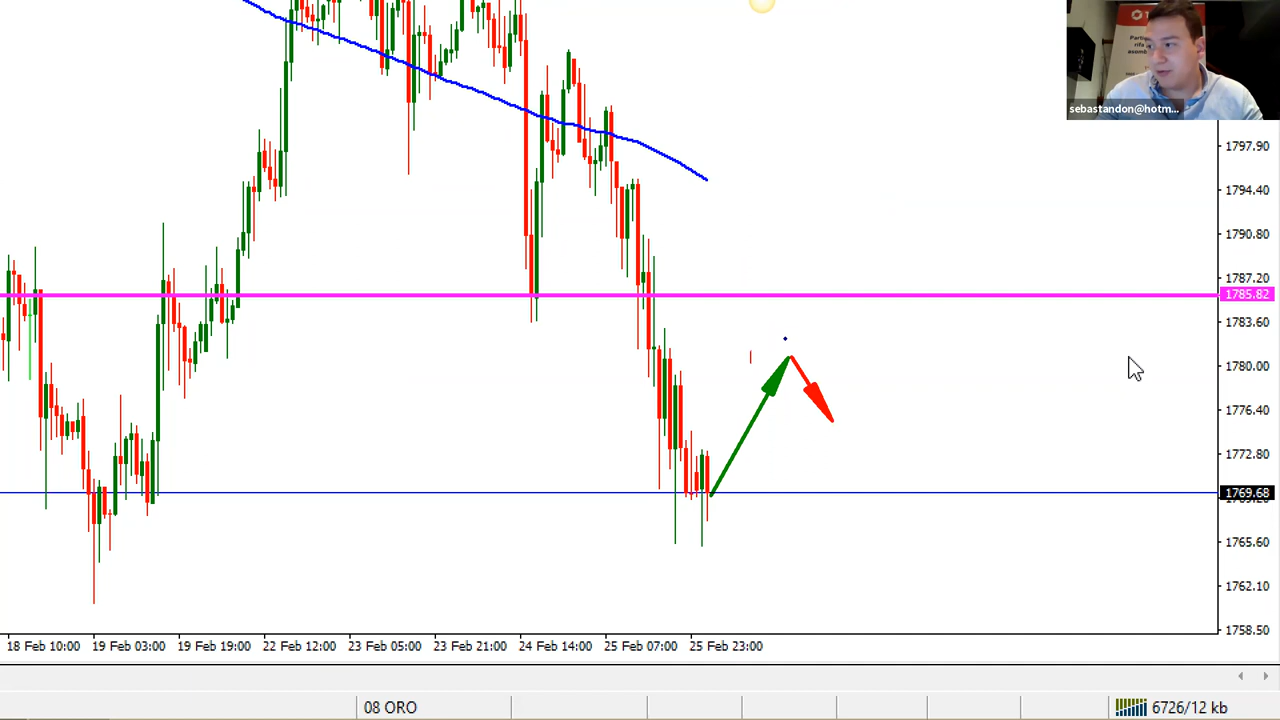 Parti
rifa
asomb
sebastandon@hotm...
1797.90
1794.40
1790.80
1787.20
1785.82
1783.60
1780.00
1776.40
1772.80
1769.68
1765.60
1762.10
1758.50
18 Feb 10:00 19 Feb 03:00 19 Feb 19:00 22 Feb 12:00 23 Feb 05:00 23 Feb 21:00 24 Feb 14:00 25 Feb 07:00 25 Feb 23:00
08 ORO 6726/12 kb